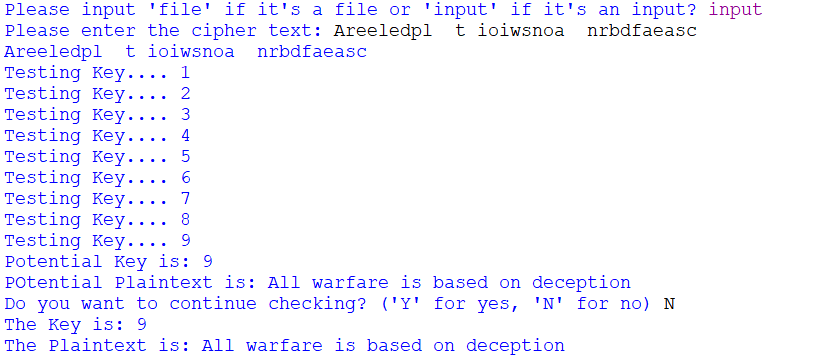 Please input 'file' if it's a file or 'input' if it's an input? input
Please enter the cipher text: Areeledpl  t ioiwsnoa  nrbdfaeasc
Areeledpl  t ioiwsnoa  nrbdfaeasc
Testing Key.... 1
Testing Key.... 2
Testing Key.... 3
Testing Key.... 4
Testing Key.... 5
Testing Key.... 6
Testing Key.... 7
Testing Key.... 8
Testing Key.... 9
Potential Key is: 9
POtential Plaintext is: All warfare is based on deception
Do you want to continue checking? ('Y' for yes, 'N' for no) N
The Key is: 9
The Plaintext is: All warfare is based on deception